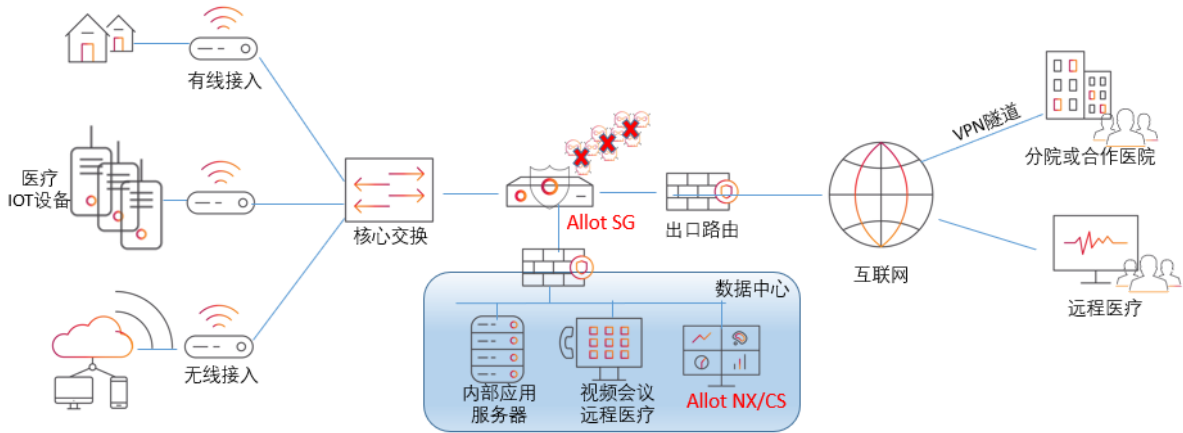 有线接入
医疗
IOT设备
无线接入
核心交换
Allot SG
出口路由
数据中心
内部应用
服务器
视频会议
远程医疗
Allot NX/CS
互联网
VPN隧道
分院或合作医院
远程医疗